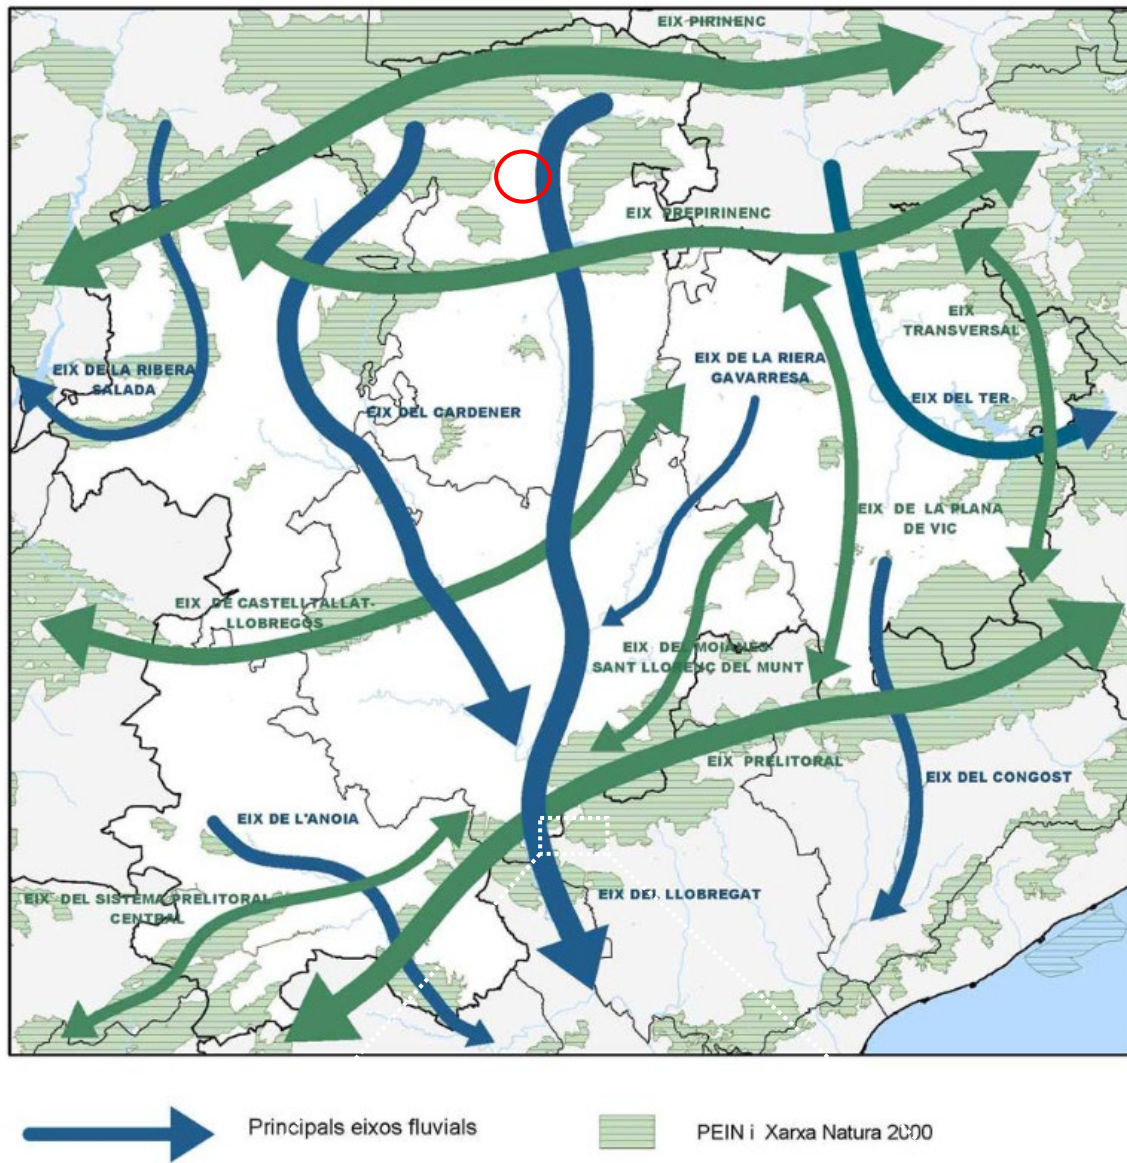 EIX PIRINENC
EIX PREPIRINENC
EIX
TRANSVERSAL
EIX DE LA RIBERA
SALADA
EIX DE LA RIERA
GAVARRESA
EIX DEL CARDENER
EIX DEL TER
EIX DE LA PLANA
DE VIC
EIX DE CASTELLTALLAT-
LLOBREGÓS
EIX DEL MOIANÈS-
SANT LLORENÇ DEL MUNT
EIX PRELITORAL
EIX DEL CONGOST
EIX DE L'ANOIA
EIX DEL LLOBREGAT
EIX DEL SISTEMA PRELITORAL
CENTRAL
Principals eixos fluvials
PEIN i Xarxa Natura 2000